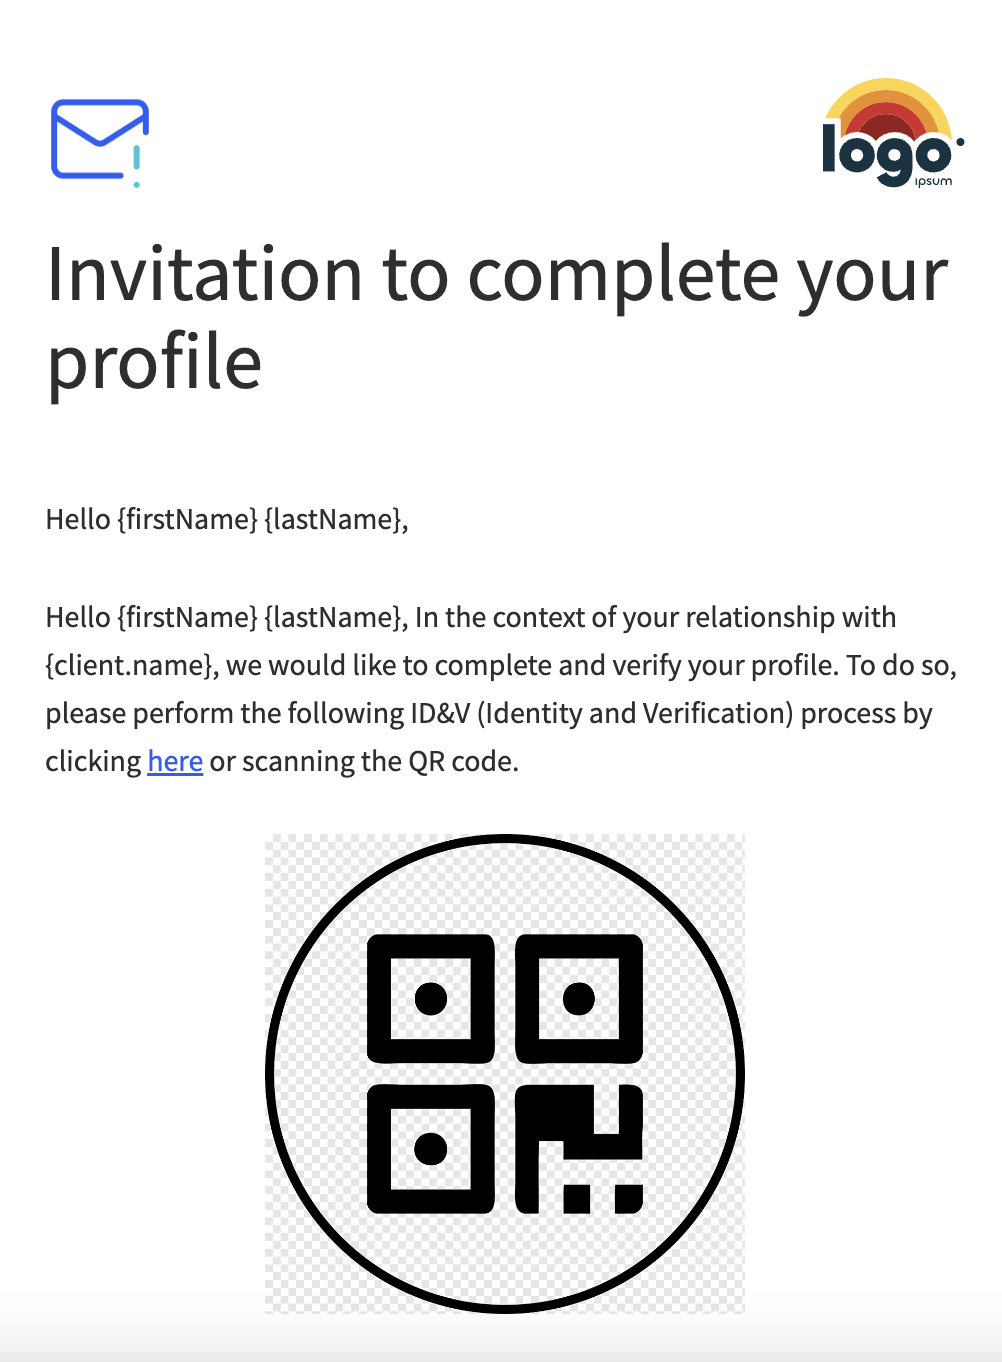 logo
ipsum
Invitation to complete your
profile
Hello {firstName} {lastName},
Hello {firstName} {lastName}, In the context of your relationship with
{client.name}, we would like to complete and verify your profile. To do so,
please perform the following ID&V (Identity and Verification) process by
clicking here or scanning the QR code.